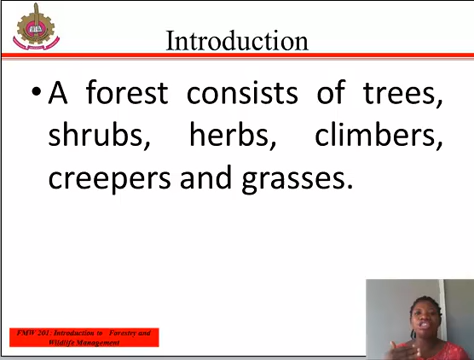 Introduction
• A forest consists of trees,
shrubs, herbs, climbers,
creepers and grasses.
FMW 201: Introduction to Forestry and
Wildlife Management